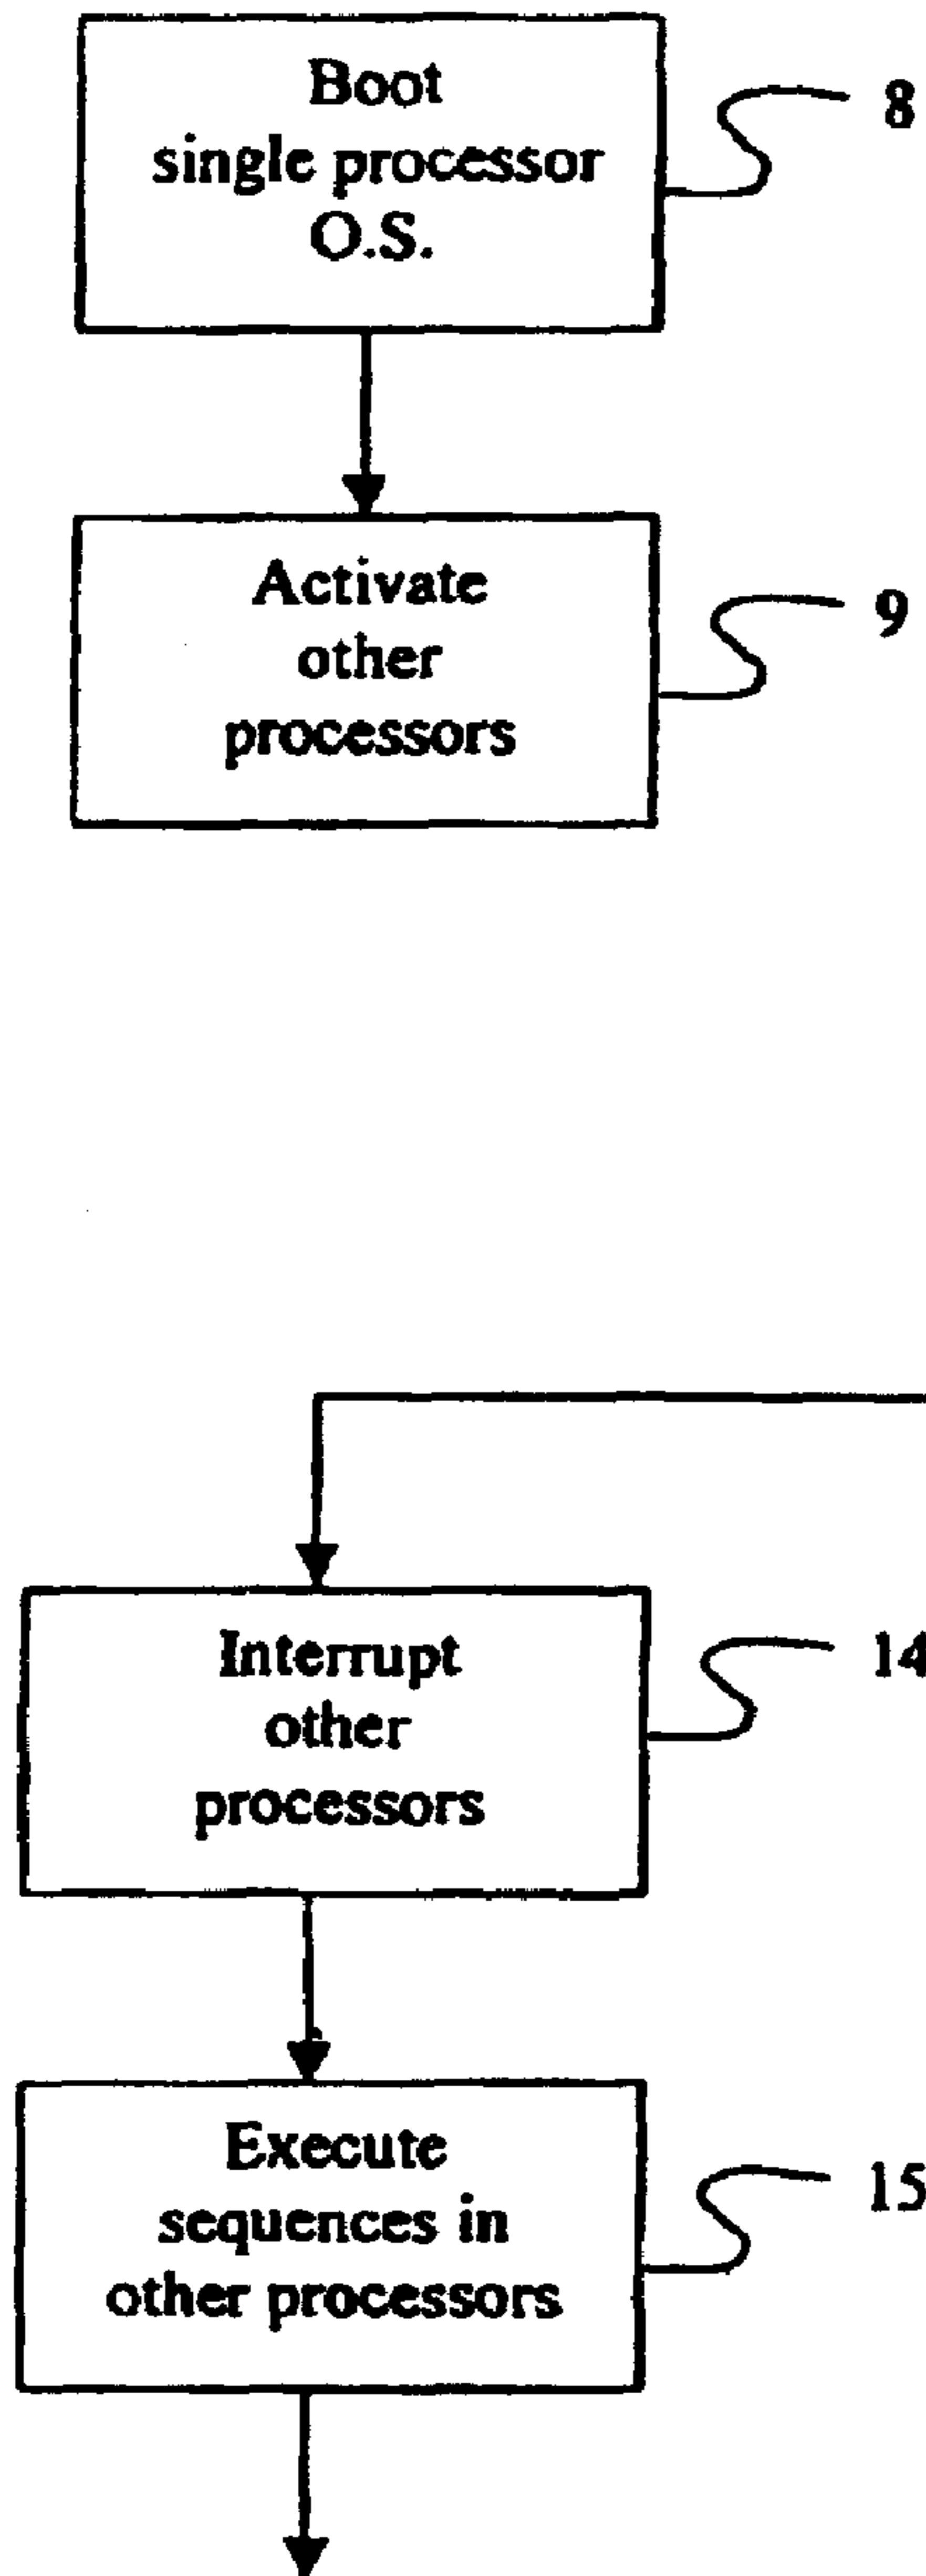 Boot
single processor
O.S.
8
Activate
other
processors
9
Interrupt
other
processors
14
Execute
sequences in
other processors
15